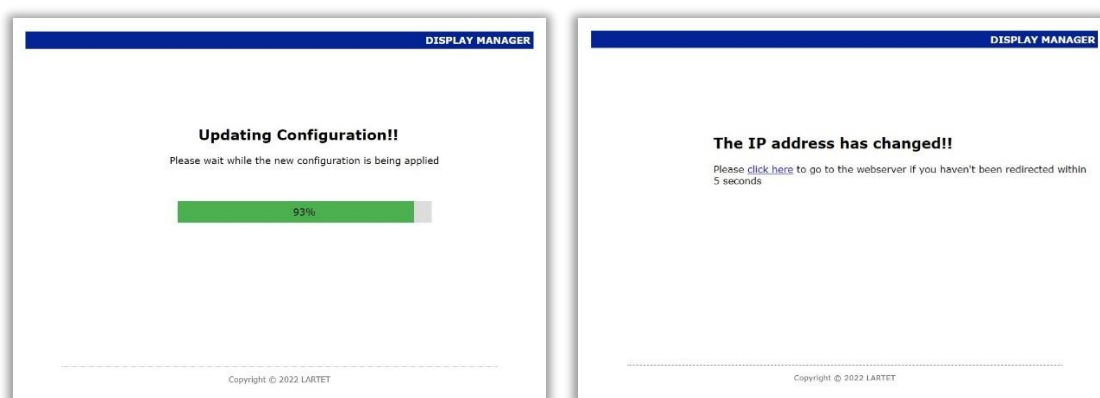 DISPLAY MANAGER
Updating Configuration!!
Please wait while the new configuration is being applied
93%
Copyright © 2022 LARTET
DISPLAY MANAGER
The IP address has changed!!
Please click here to go to the webserver if you haven't been redirected within
5 seconds
Copyright © 2022 LARTET